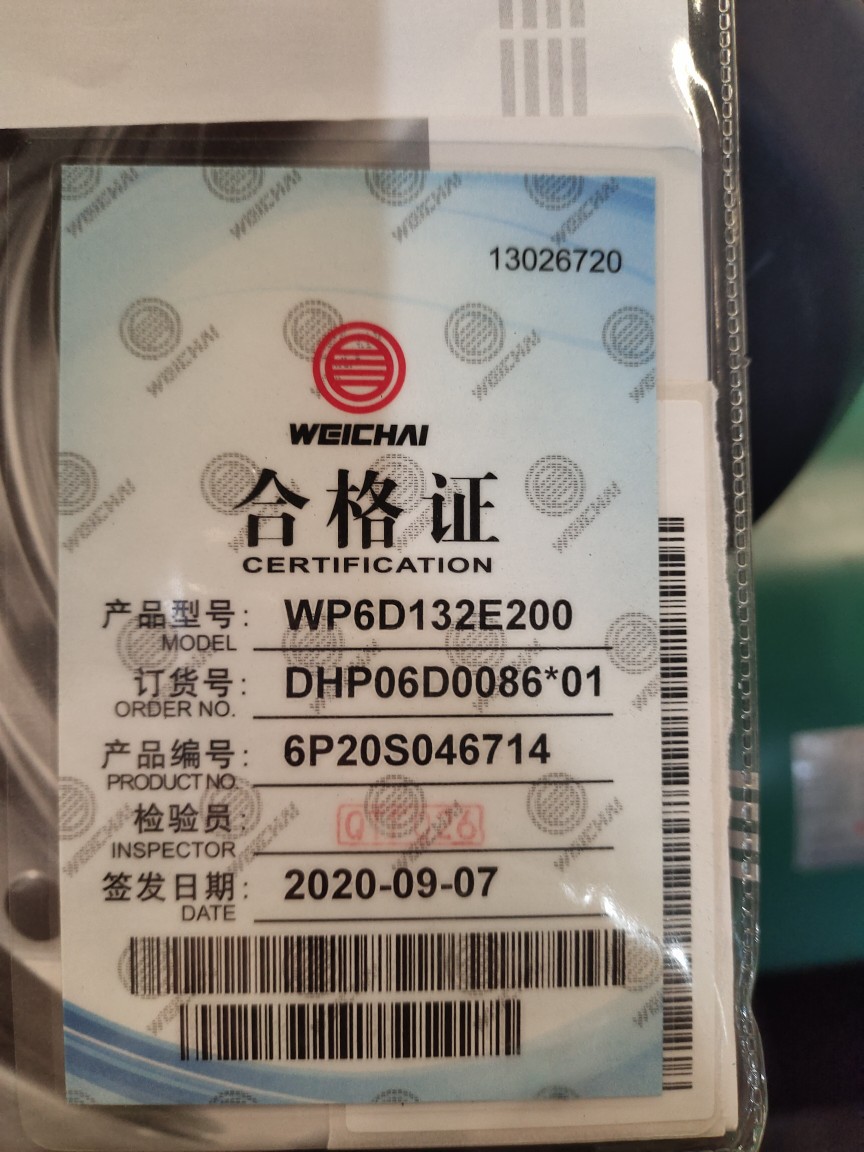 13026720
WEICHAI
合格证
CERTIFICATION
产品型号: WP6D132E200
MODEL
订货号: DHP06D0086*01
ORDER NO.
产品编号: 6P20S046714
PRODUCT NO.
检验员:
INSPECTOR
签发日期: 2020-09-07
DATE